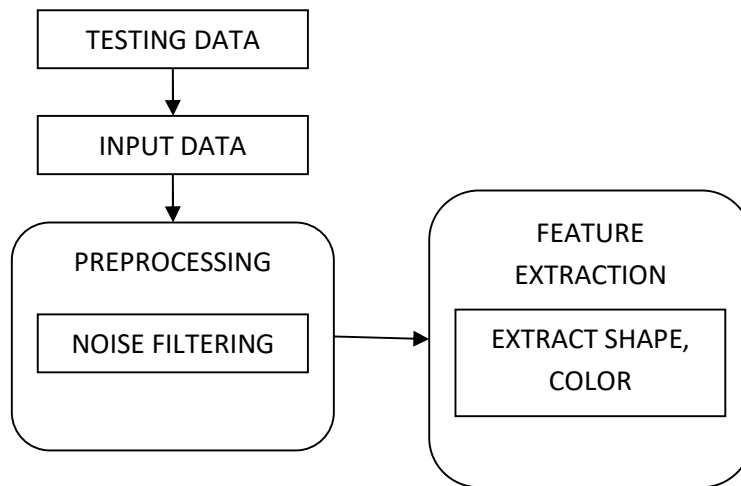 TESTING DATA
INPUT DATA
PREPROCESSING
NOISE FILTERING
FEATURE
EXTRACTION
EXTRACT SHAPE,
COLOR